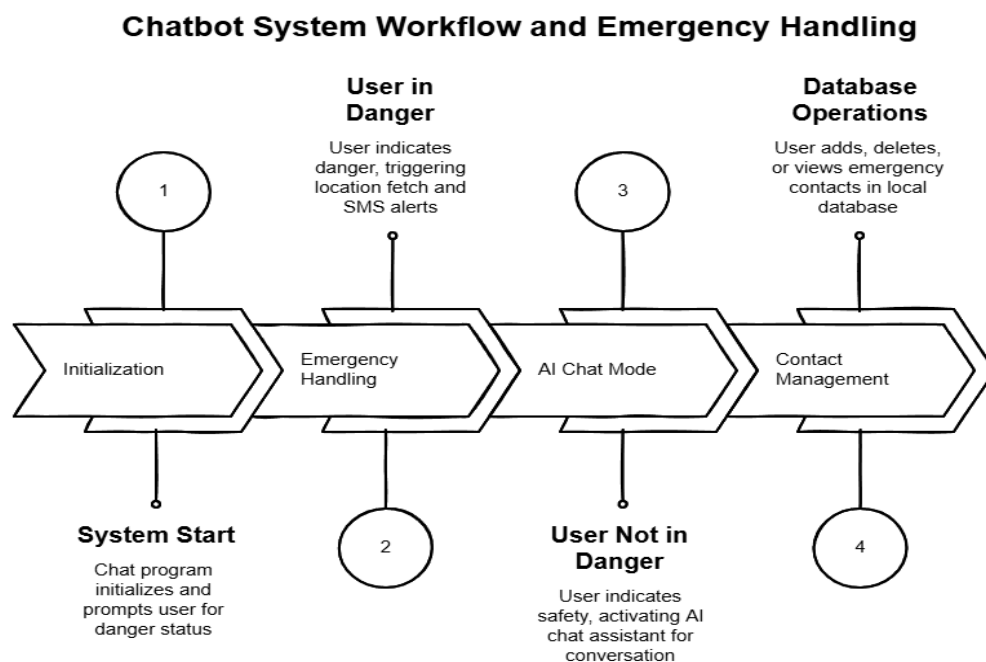 Chatbot System Workflow and Emergency Handling
User in
Danger
User indicates
danger, triggering
location fetch and
SMS alerts
Database
Operations
User adds, deletes,
or views emergency
contacts in local
database
1
3
Initialization
Emergency
Handling
AI Chat Mode
Contact
Management
System Start
Chat program
initializes and
prompts user for
danger status
2
User Not in
Danger
User indicates
safety, activating AI
chat assistant for
conversation
4